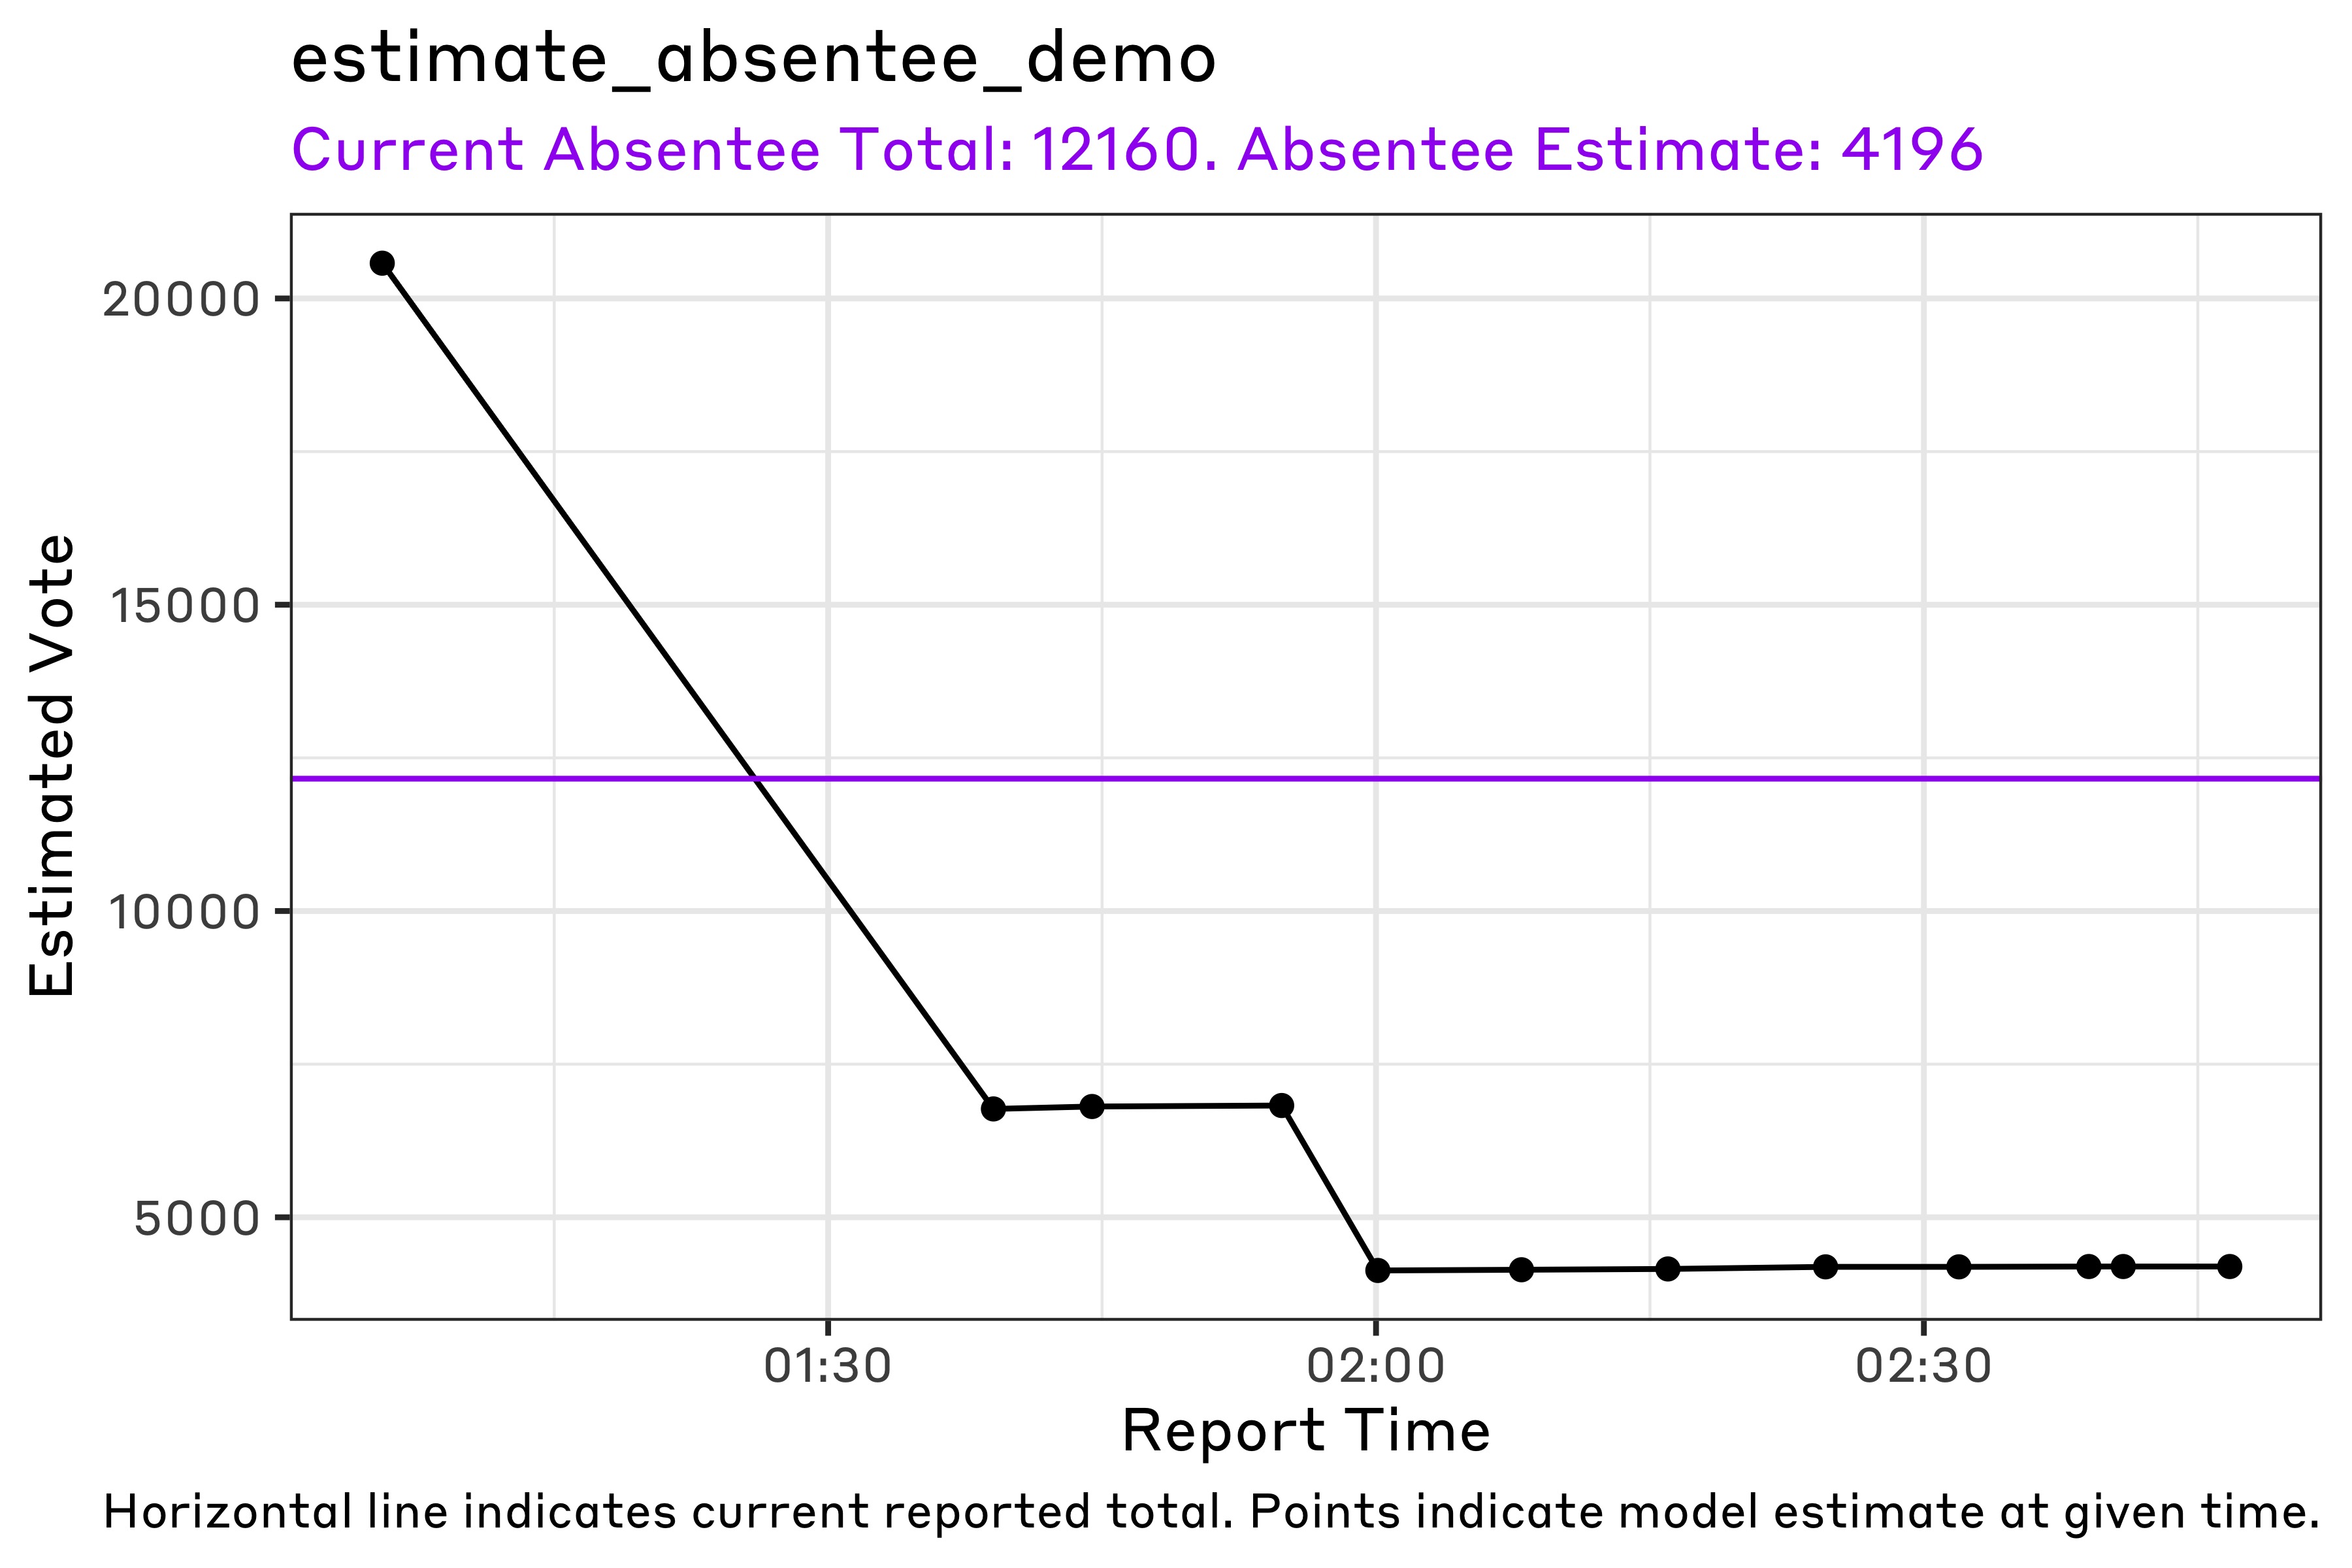 estimate_absentee_demo
Current Absentee Total: 12160. Absentee Estimate: 4196
Estimated Vote
20000
15000
10000
5000
01:30 02:00 02:30
Report Time
Horizontal line indicates current reported total. Points indicate model estimate at given time.